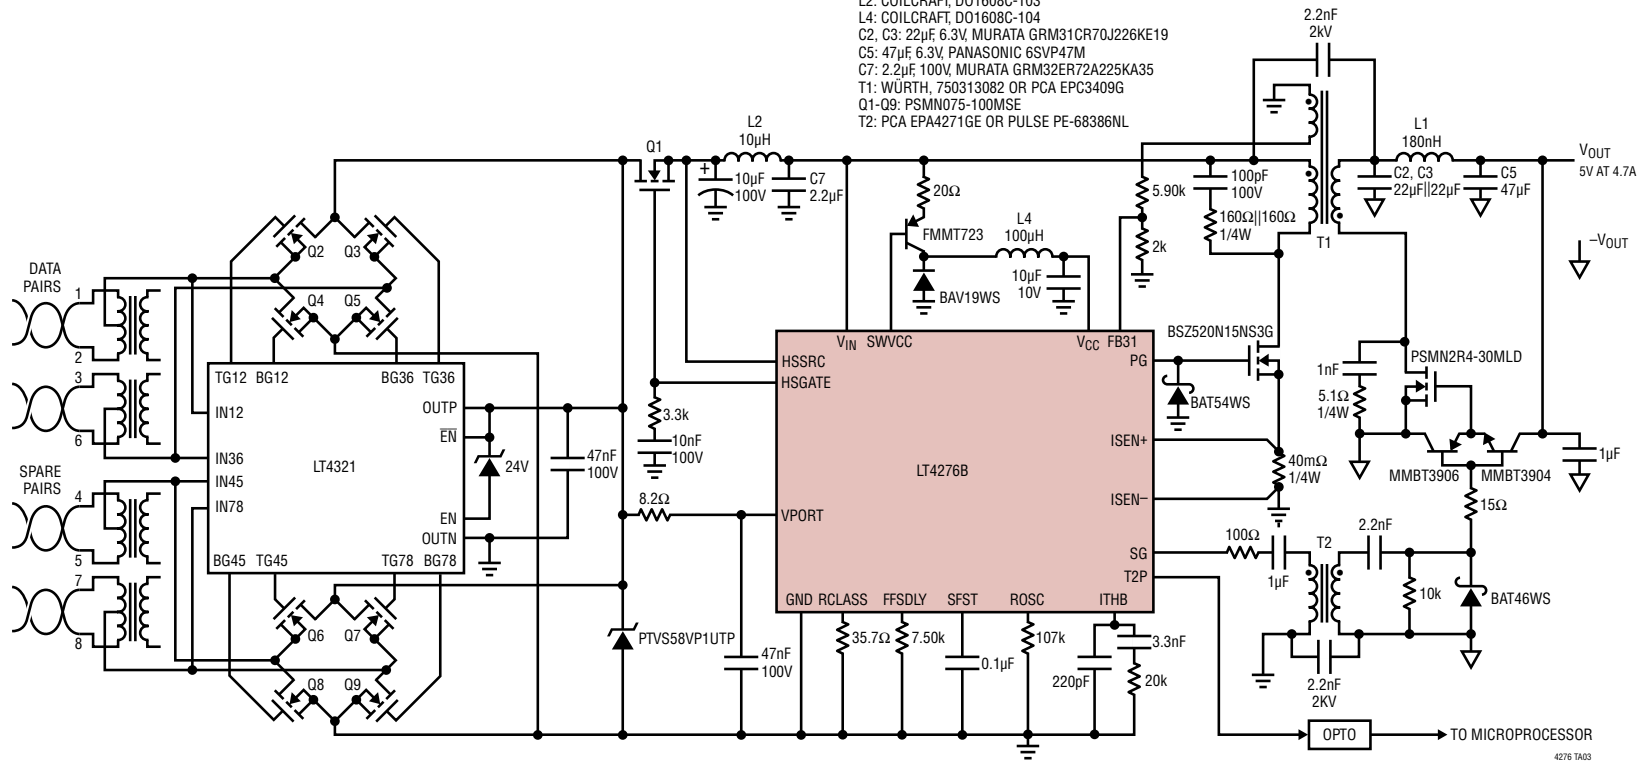 L2: COILCRAFT, DO1608C-103
L4: COILCRAFT, DO1608C-104
C2, C3: 22µF, 6.3V, MURATA GRM31CR70J226KE19
C5: 47µF, 6.3V, PANASONIC 6SVP47M
C7: 2.2µF, 100V, MURATA GRM32ER72A225KA35
T1: WÜRTH, 750313082 OR PCA EPC3409G
Q1-Q9: PSMN075-100MSE
T2: PCA EPA4271GE OR PULSE PE-68386NL
2.2nF
2kV
L2
10µH
Q1
+
10µF
100V
C7
2.2µF
20Ω
FMMT723
L4
100µH
10µF
10V
BAV19WS
5.90k
2k
100pF
100V
160Ω||160Ω
1/4W
T1
L1
180nH
C2, C3
22µF||22µF
C5
47µF
VOUT
5V AT 4.7A
–VOUT
DATA
PAIRS
1
2
3
6
SPARE
PAIRS
4
5
7
8
Q2
Q3
Q4
Q5
TG12
BG12
BG36
TG36
IN12
IN36
IN45
IN78
LT4321
OUTP
EN
EN
OUTN
BG45
TG45
TG78
BG78
24V
47nF
100V
Q6
Q7
Q8
Q9
3.3k
10nF
100V
8.2Ω
PTVS58VP1UTP
47nF
100V
VIN
SWVCC
VCC
FB31
HSSRC
HSGATE
VPORT
LT4276B
PG
ISEN+
ISEN–
SG
T2P
GND
RCLASS
FFSDLY
SFST
ROSC
ITHB
35.7Ω
7.50k
0.1µF
107k
220pF
3.3nF
20k
BSZ520N15NS3G
BAT54WS
40mΩ
1/4W
1nF
5.1Ω
1/4W
PSMN2R4-30MLD
MMBT3906
MMBT3904
1µF
15Ω
100Ω
1µF
T2
2.2nF
10k
BAT46WS
2.2nF
2KV
OPTO
TO MICROPROCESSOR
4276 TA03